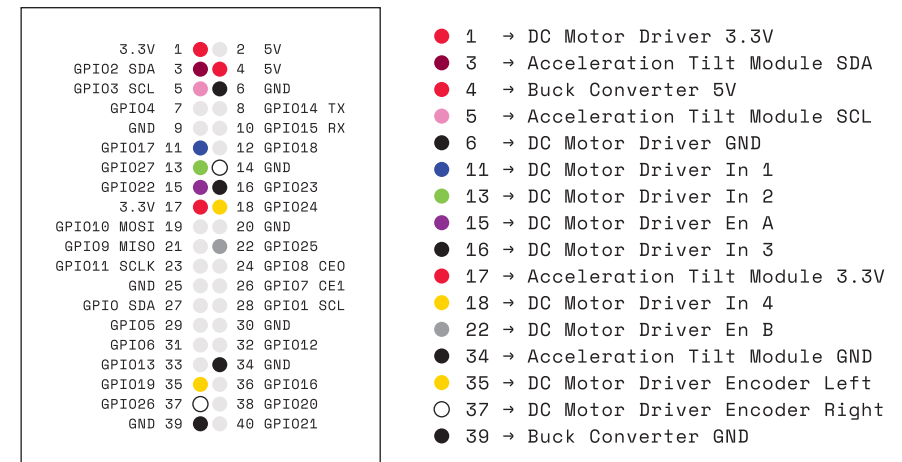 3.3V 1 2 5V
GPIO2 SDA 3 4 5V
GPIO3 SCL 5 6 GND
GPIO4 7 8 GPIO14 TX
GND 9 10 GPIO15 RX
GPIO17 11 12 GPIO18
GPIO27 13 14 GND
GPIO22 15 16 GPIO23
3.3V 17 18 GPIO24
GPIO10 MOSI 19 20 GND
GPIO9 MISO 21 22 GPIO25
GPIO11 SCLK 23 24 GPIO8 CEO
GND 25 26 GPIO7 CE1
GPIO SDA 27 28 GPIO1 SCL
GPIO5 29 30 GND
GPIO6 31 32 GPIO12
GPIO13 33 34 GND
GPIO19 35 36 GPIO16
GPIO26 37 38 GPIO20
GND 39 40 GPIO21
1 → DC Motor Driver 3.3V
3 → Acceleration Tilt Module SDA
4 → Buck Converter 5V
5 → Acceleration Tilt Module SCL
6 → DC Motor Driver GND
11 → DC Motor Driver In 1
13 → DC Motor Driver In 2
15 → DC Motor Driver En A
16 → DC Motor Driver In 3
17 → Acceleration Tilt Module 3.3V
18 → DC Motor Driver In 4
22 → DC Motor Driver En B
34 → Acceleration Tilt Module GND
35 → DC Motor Driver Encoder Left
37 → DC Motor Driver Encoder Right
39 → Buck Converter GND